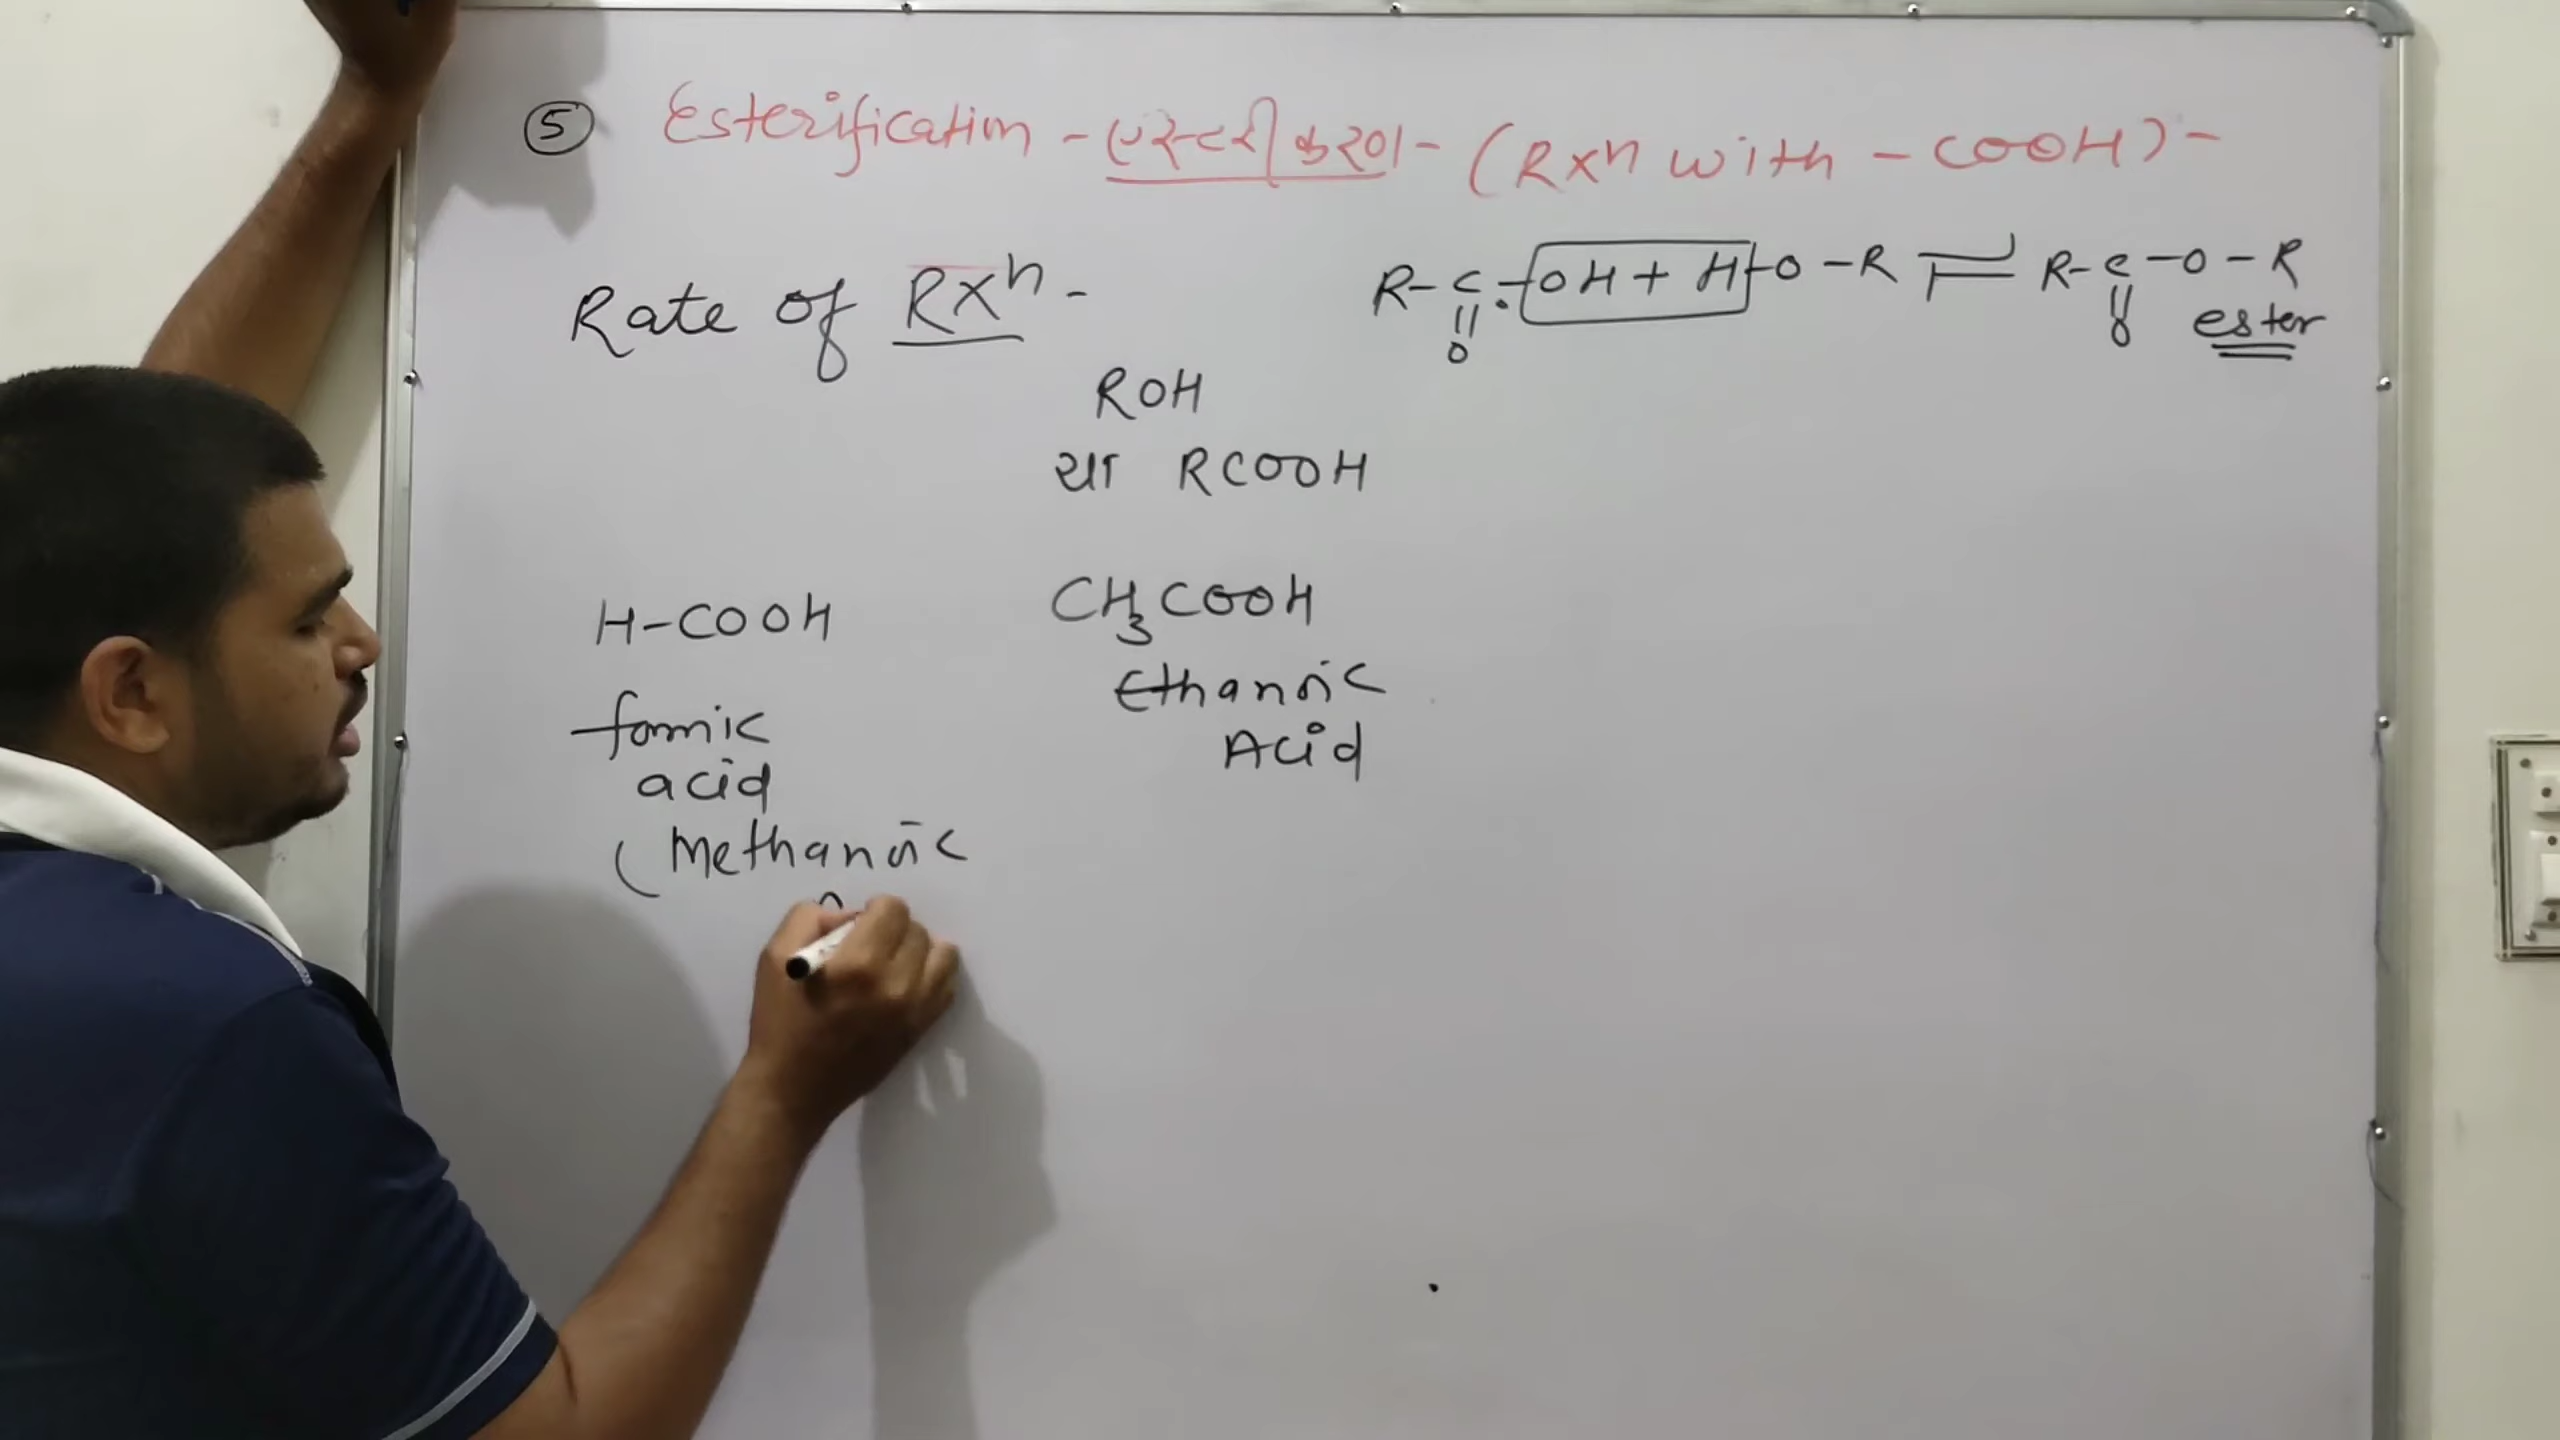 ⑤ Esterification - एस्टरीकरण - (Rxⁿ with - COOH) -
Rate of Rxⁿ -
R-C-OH + H-O-R ⇌ R-C-O-R
O O ester
ROH
या RCOOH
H-COOH
formic
acid
(Methanoic
CH₃COOH
Ethanoic
Acid